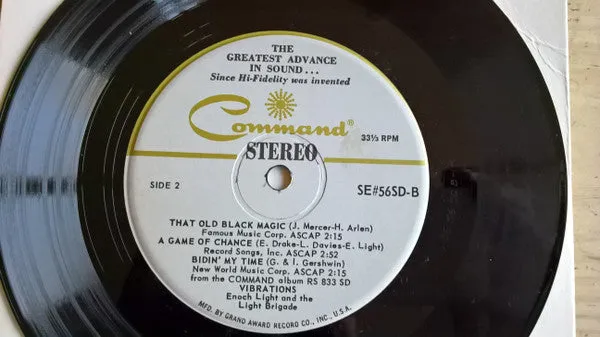 THE
GREATEST ADVANCE
IN SOUND...
Since Hi-Fidelity was invented
Command®
33⅓ RPM
STEREO
SIDE 2
SE#56SD-B
THAT OLD BLACK MAGIC (J. Mercer-H. Arlen)
Famous Music Corp. ASCAP 2:15
A GAME OF CHANCE (E. Drake-L. Davies-E. Light)
Record Songs, Inc. ASCAP 2:52
BIDIN' MY TIME (G. & I. Gershwin)
New World Music Corp. ASCAP 2:15
from the COMMAND album RS 833 SD
VIBRATIONS
Enoch Light and the
Light Brigade
MFD. BY GRAND AWARD RECORD CO., INC., U.S.A.